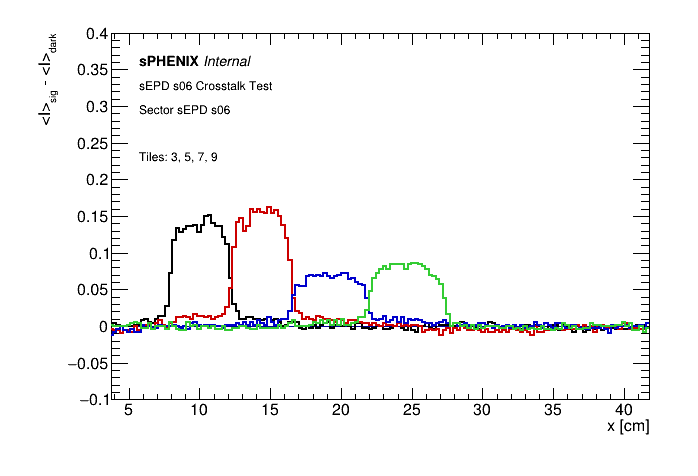 <I>sig - <I>dark
0.4
0.35
0.3
0.25
0.2
0.15
0.1
0.05
0
−0.05
−0.1
sPHENIX Internal
sEPD s06 Crosstalk Test
Sector sEPD s06
Tiles: 3, 5, 7, 9
5 10 15 20 25 30 35 40
x [cm]